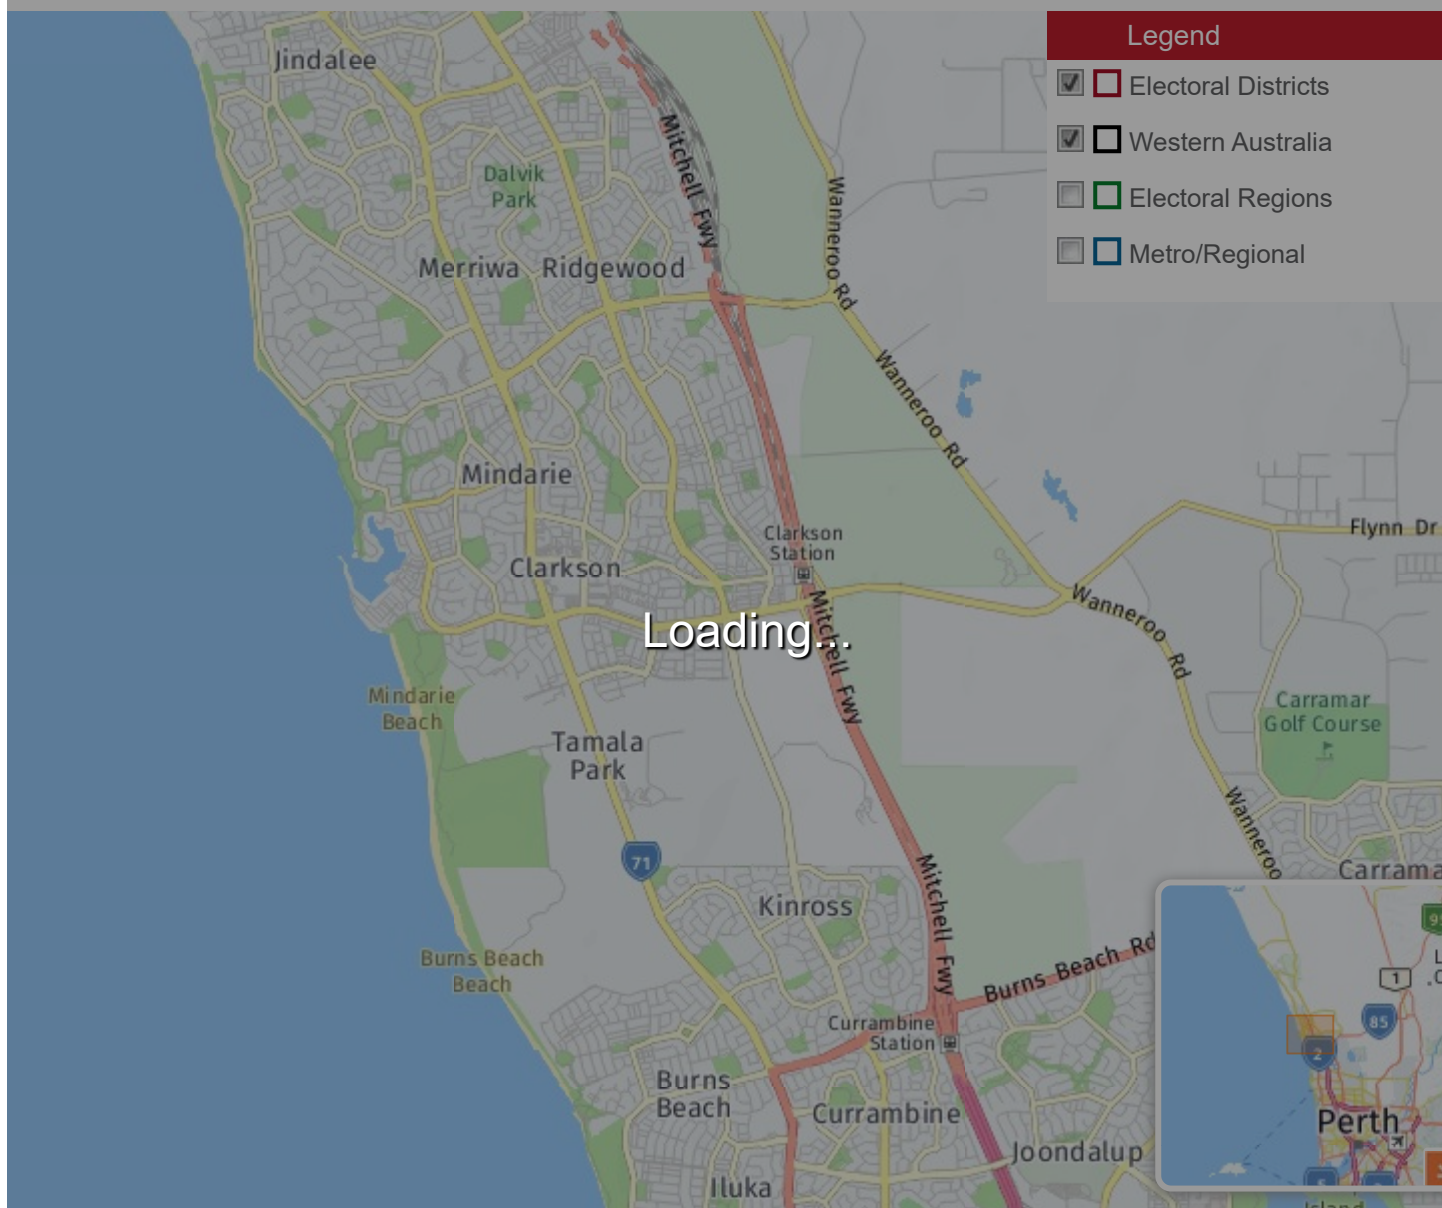 Legend
Electoral Districts
Western Australia
Electoral Regions
Metro/Regional
Jindalee
Dalvik
Park
Mitchell Fwy
Wanneroo Rd
Merriwa
Ridgewood
Wanneroo Rd
Mindarie
Clarkson
Station
Flynn Dr
Clarkson
Wanneroo Rd
Loading...
Mitchell Fwy
Mindarie
Beach
Carramar
Golf Course
Tamala
Park
Wanneroo
71
Mitchell Fwy
Carrama
Kinross
Burns Beach
Beach
Burns Beach Rd
1
85
2
Currambine
Station
Burns
Beach
Currambine
Perth
Joondalup
Iluka